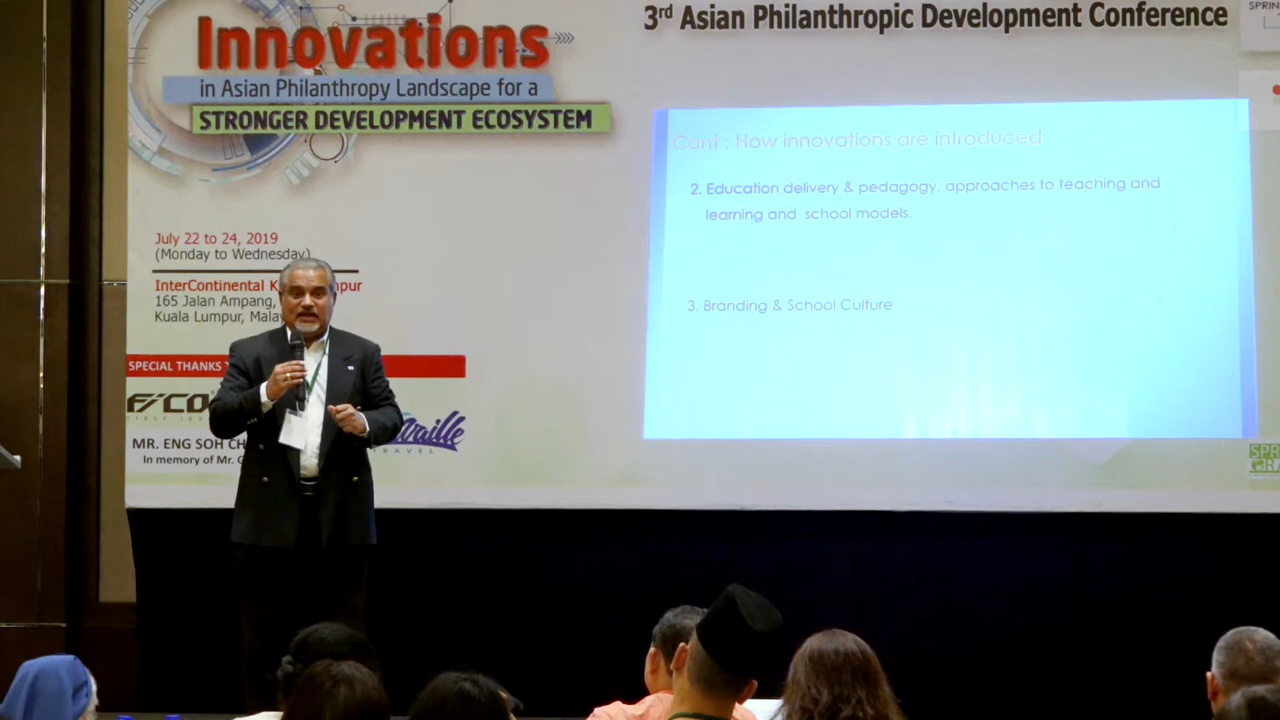 Innovations
in Asian Philanthropy Landscape for a
STRONGER DEVELOPMENT ECOSYSTEM
July 22 to 24, 2019
(Monday to Wednesday)
InterContinental
165 Jalan Ampang,
Kuala Lumpur,
SPECIAL THANKS
MR. ENG SOH
In memory of Mr.
TRAVEL
3rd Asian Philanthropic Development Conference
Cont : How innovations are introduced
2. Education delivery & pedagogy, approaches to teaching and
learning and school models.
3. Branding & School Culture